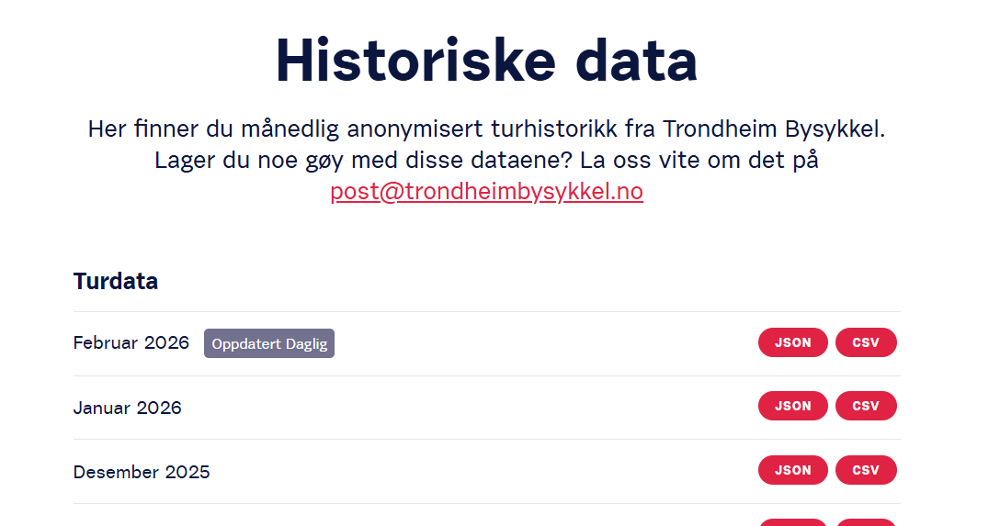 Historiske data
Her finner du månedlig anonymisert turhistorikk fra Trondheim Bysykkel.
Lager du noe gøy med disse dataene? La oss vite om det på
post@trondheimbysykkel.no
Turdata
Februar 2026 Oppdatert Daglig JSON CSV
Januar 2026 JSON CSV
Desember 2025 JSON CSV